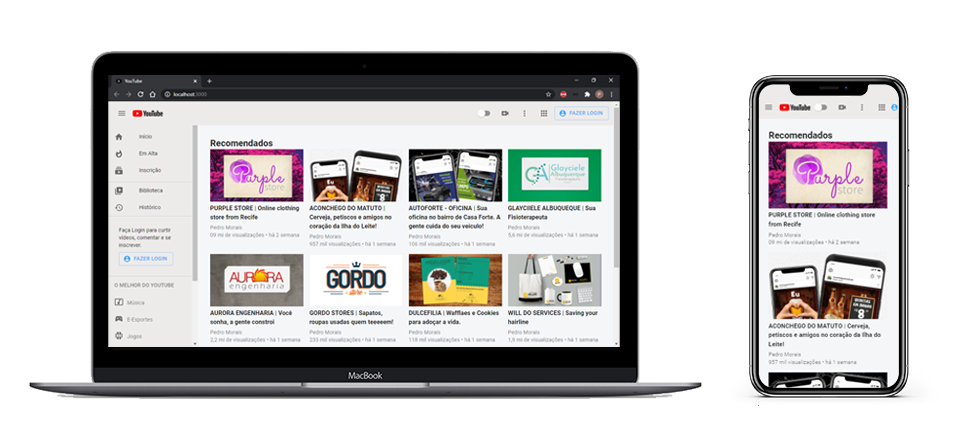 YouTube
localhost:3000
YouTube
FAZER LOGIN
Início
Em Alta
Inscrição
Biblioteca
Histórico
Faça Login para curtir
vídeos, comentar e se
inscrever.
FAZER LOGIN
O MELHOR DO YOUTUBE
Música
E-Esportes
Jogos
Recomendados
Purple
store
PURPLE STORE | Online clothing
store from Recife
Pedro Morais
09 mi de visualizações • há 2 semana
Eu
ACONCHEGO DO MATUTO |
Cerveja, petiscos e amigos no
coração da Ilha do Leite!
Pedro Morais
957 mil visualizações • há 1 semana
AUTOFORTE - OFICINA | Sua
oficina no bairro de Casa Forte. A
gente cuida do seu veículo!
Pedro Morais
106 mil visualizações • há 1 semana
GA
Glayciele
Albuquerque
GLAYCIELE ALBUQUERQUE | Sua
Fisioterapeuta
Pedro Morais
5,6 mi de visualizações • há 1 semana
AURORA
engenharia
AURORA ENGENHARIA | Você
sonha, a gente constroi
Pedro Morais
2,2 mi de visualizações • há 1 semana
GORDO
store
GORDO STORES | Sapatos,
roupas usadas quem teeeeem!
Pedro Morais
233 mil visualizações • há 1 semana
DULCEFILIA | Wafflaes e Cookies
para adoçar a vida.
Pedro Morais
118 mil visualizações • há 1 semana
WILL DO SERVICES | Saving your
hairline
Pedro Morais
1,9 mi de visualizações • há 1 semana
MacBook
YouTube
Recomendados
Purple
store
PURPLE STORE | Online clothing
store from Recife
Pedro Morais
09 mi de visualizações • há 2 semana
Eu
8
ACONCHEGO DO MATUTO | Cerveja,
petiscos e amigos no coração da Ilha do
Leite!
Pedro Morais
957 mil visualizações • há 1 semana